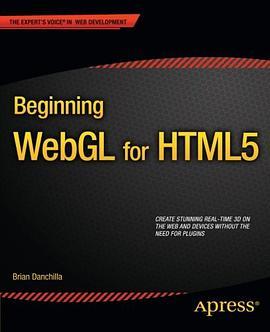 THE EXPERT'S VOICE® IN WEB DEVELOPMENT
Beginning
WebGL for HTML5
CREATE STUNNING REAL-TIME 3D ON
THE WEB AND DEVICES WITHOUT THE
NEED FOR PLUGINS
Brian Danchilla
Apress®